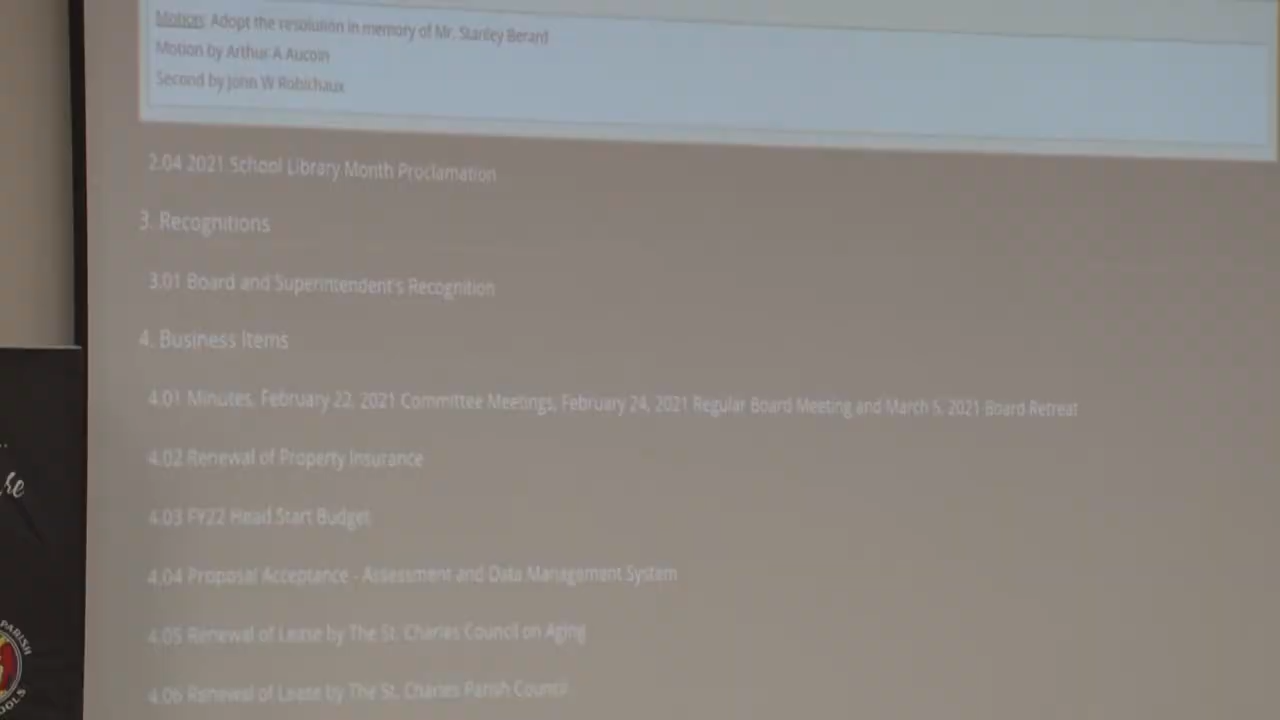 Motion: Adopt the resolution in memory of Mr. Stanley Berard
Motion by Arthur A Aucoin
Second by John W Robichaux
2.04 2021 School Library Month Proclamation
3. Recognitions
3.01 Board and Superintendent's Recognition
4. Business Items
4.01 Minutes, February 22, 2021 Committee Meetings, February 24, 2021 Regular Board Meeting and March 5, 2021 Board Retreat
4.02 Renewal of Property Insurance
4.03 FY22 Head Start Budget
4.04 Proposal Acceptance - Assessment and Data Management System
4.05 Renewal of Lease by The St. Charles Council on Aging
4.06 Renewal of Lease by The St. Charles Parish Council
PARISH